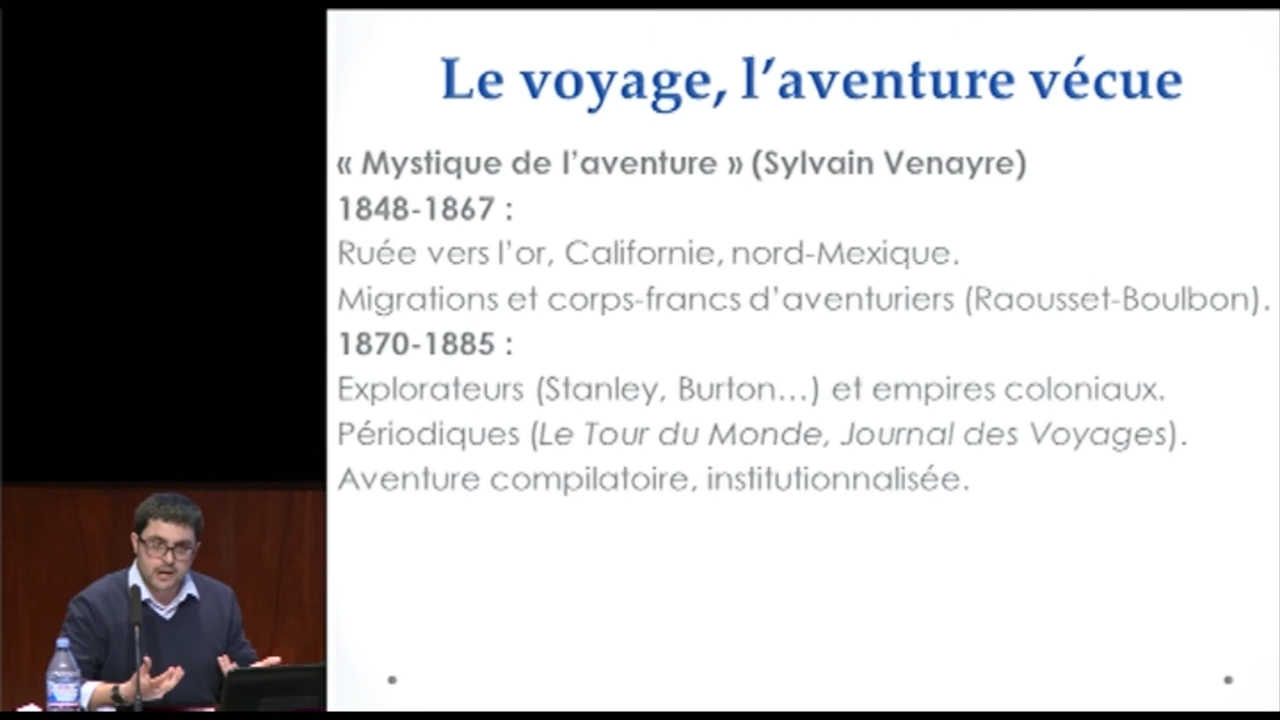 Le voyage, l’aventure vécue
« Mystique de l’aventure » (Sylvain Venayre)
1848-1867 :
Ruée vers l’or, Californie, nord-Mexique.
Migrations et corps-francs d’aventuriers (Raousset-Boulbon).
1870-1885 :
Explorateurs (Stanley, Burton…) et empires coloniaux.
Périodiques (Le Tour du Monde, Journal des Voyages).
Aventure compilatoire, institutionnalisée.